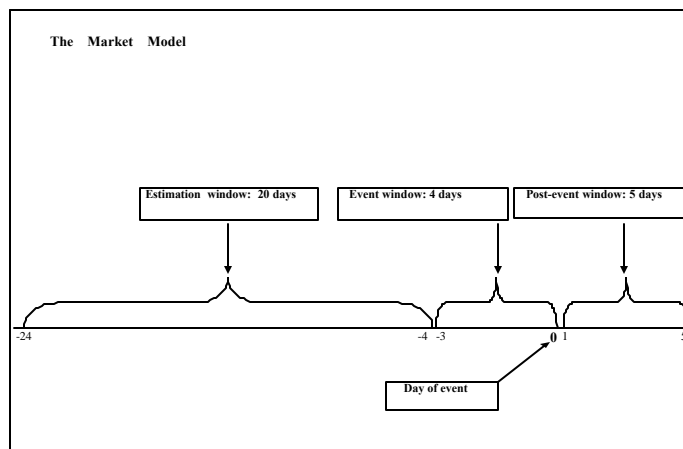 The Market Model
Estimation window: 20 days
Event window: 4 days
Post-event window: 5 days
-24
-4
-3
0
1
5
Day of event